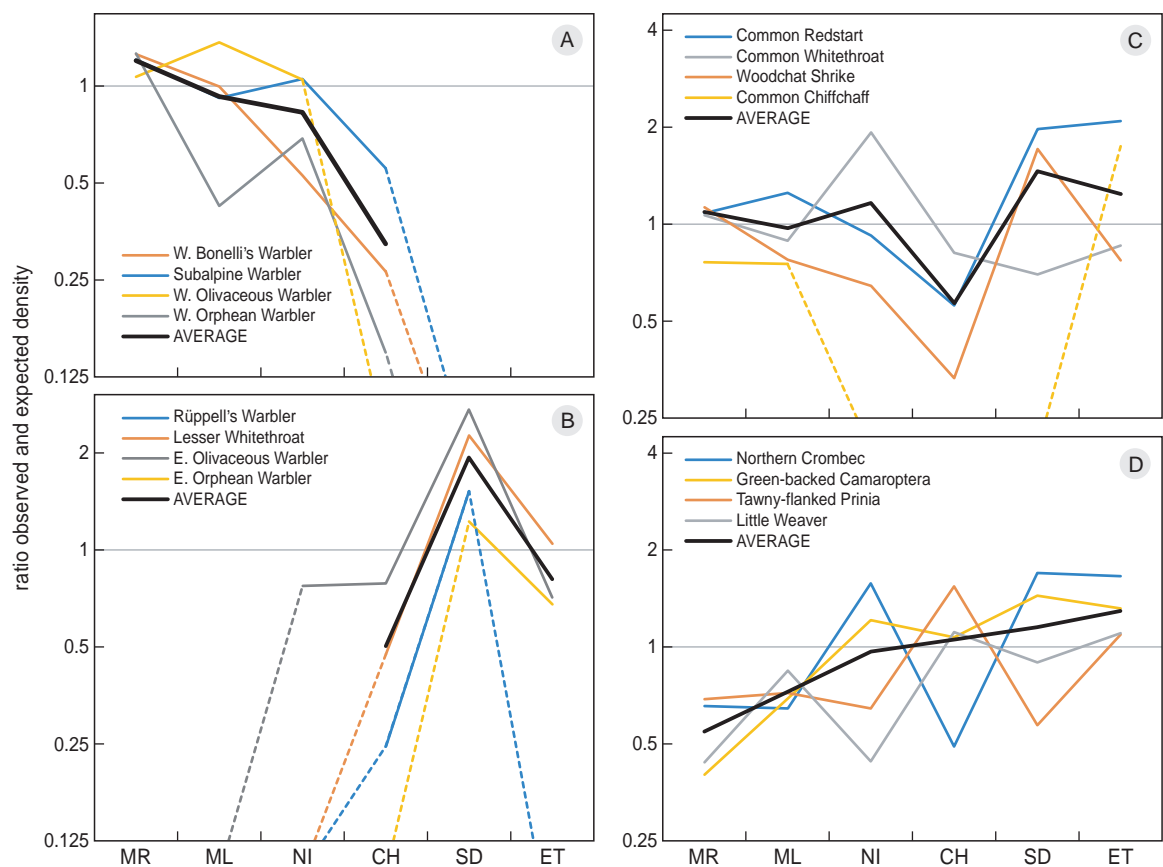 ratio observed and expected density
A
1
0.5
0.25
0.125
W. Bonelli's Warbler
Subalpine Warbler
W. Olivaceous Warbler
W. Orphean Warbler
AVERAGE
B
2
1
0.5
0.25
0.125
Rüppell's Warbler
Lesser Whitethroat
E. Olivaceous Warbler
E. Orphean Warbler
AVERAGE
MR ML NI CH SD ET
C
4
2
1
0.5
0.25
Common Redstart
Common Whitethroat
Woodchat Shrike
Common Chiffchaff
AVERAGE
D
4
2
1
0.5
0.25
Northern Crombec
Green-backed Camaroptera
Tawny-flanked Prinia
Little Weaver
AVERAGE
MR ML NI CH SD ET